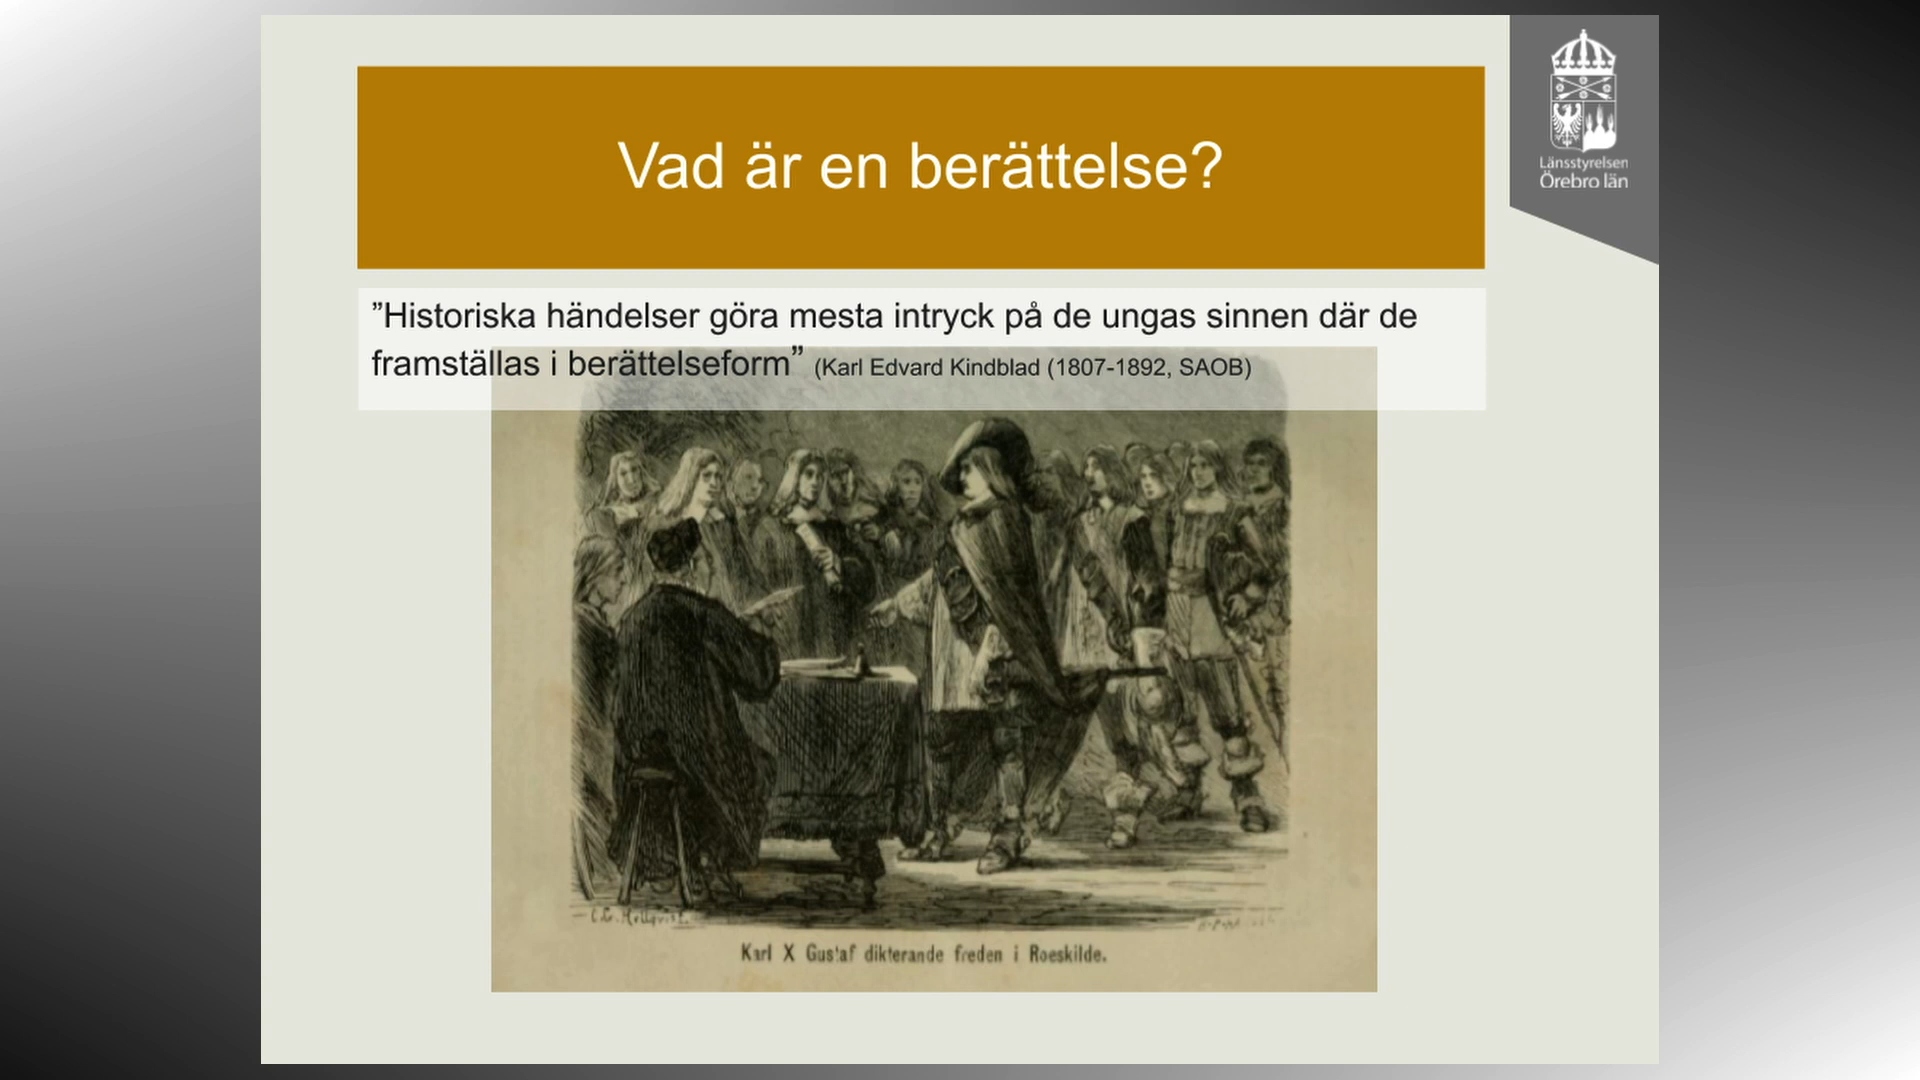 Vad är en berättelse?
Länsstyrelsen
Örebro län
”Historiska händelser göra mesta intryck på de ungas sinnen där de
framställas i berättelseform” (Karl Edvard Kindblad (1807-1892, SAOB)
Karl X Gustaf dikterande freden i Roeskilde.